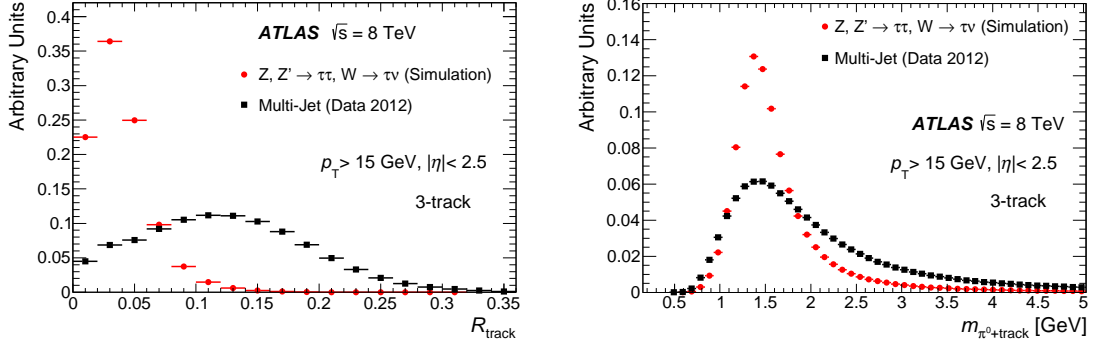 Arbitrary Units
0.4
0.35
0.3
0.25
0.2
0.15
0.1
0.05
0
ATLAS √s = 8 TeV
Z, Z' → ττ, W → τν (Simulation)
Multi-Jet (Data 2012)
p_T > 15 GeV, |η| < 2.5
3-track
0 0.05 0.1 0.15 0.2 0.25 0.3 0.35
R_track
Arbitrary Units
0.16
0.14
0.12
0.1
0.08
0.06
0.04
0.02
0
Z, Z' → ττ, W → τν (Simulation)
Multi-Jet (Data 2012)
ATLAS √s = 8 TeV
p_T > 15 GeV, |η| < 2.5
3-track
0.5 1 1.5 2 2.5 3 3.5 4 4.5 5
m_π⁰+track [GeV]